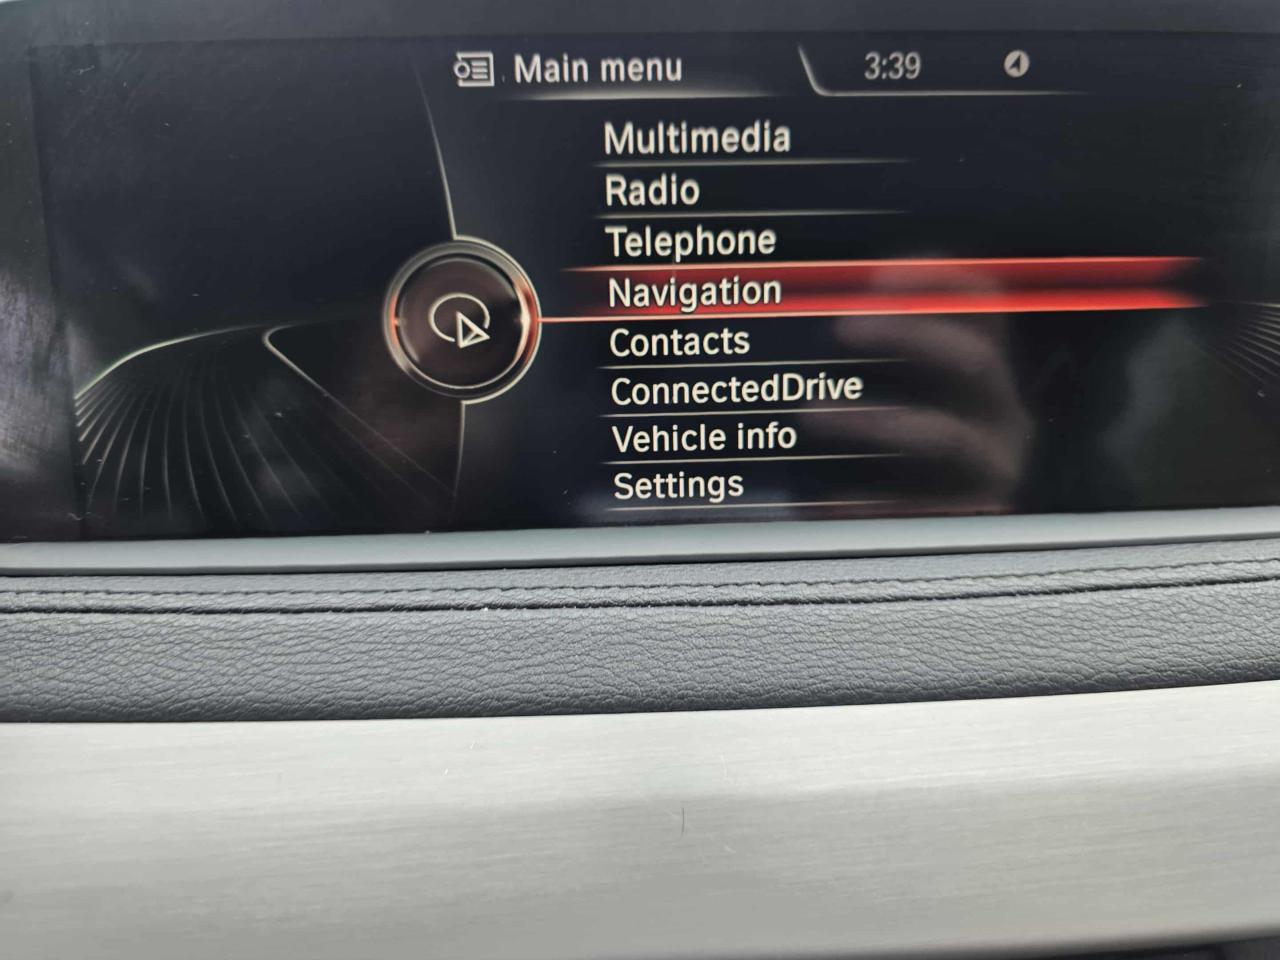 Main menu
3:39
Multimedia
Radio
Telephone
Navigation
Contacts
ConnectedDrive
Vehicle info
Settings